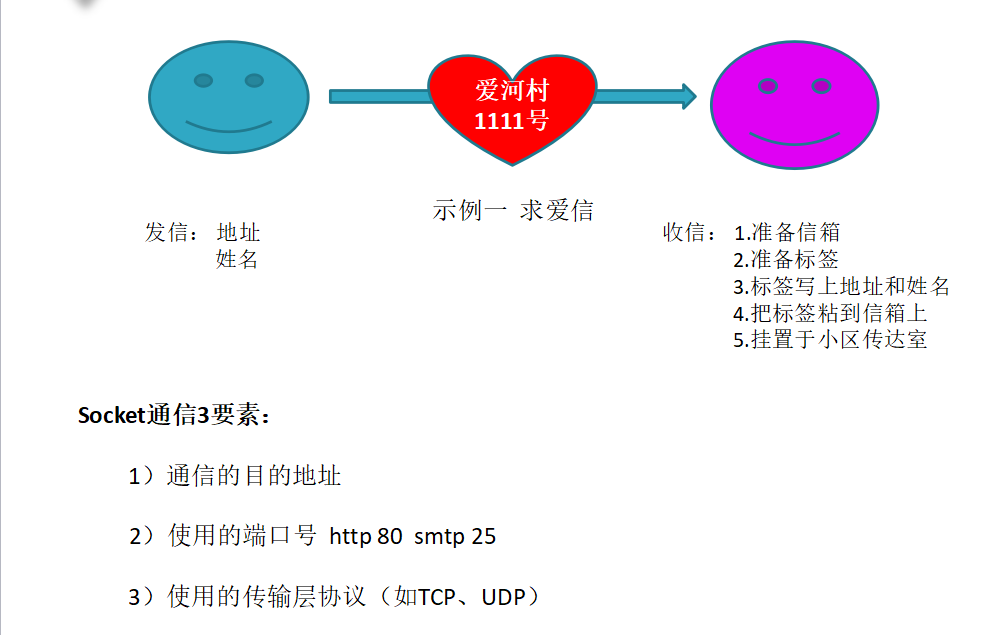 爱河村
1111号
示例一 求爱信
发信： 地址
姓名
收信： 1.准备信箱
2.准备标签
3.标签写上地址和姓名
4.把标签粘到信箱上
5.挂置于小区传达室
Socket通信3要素：
1）通信的目的地址
2）使用的端口号 http 80 smtp 25
3）使用的传输层协议（如TCP、UDP）